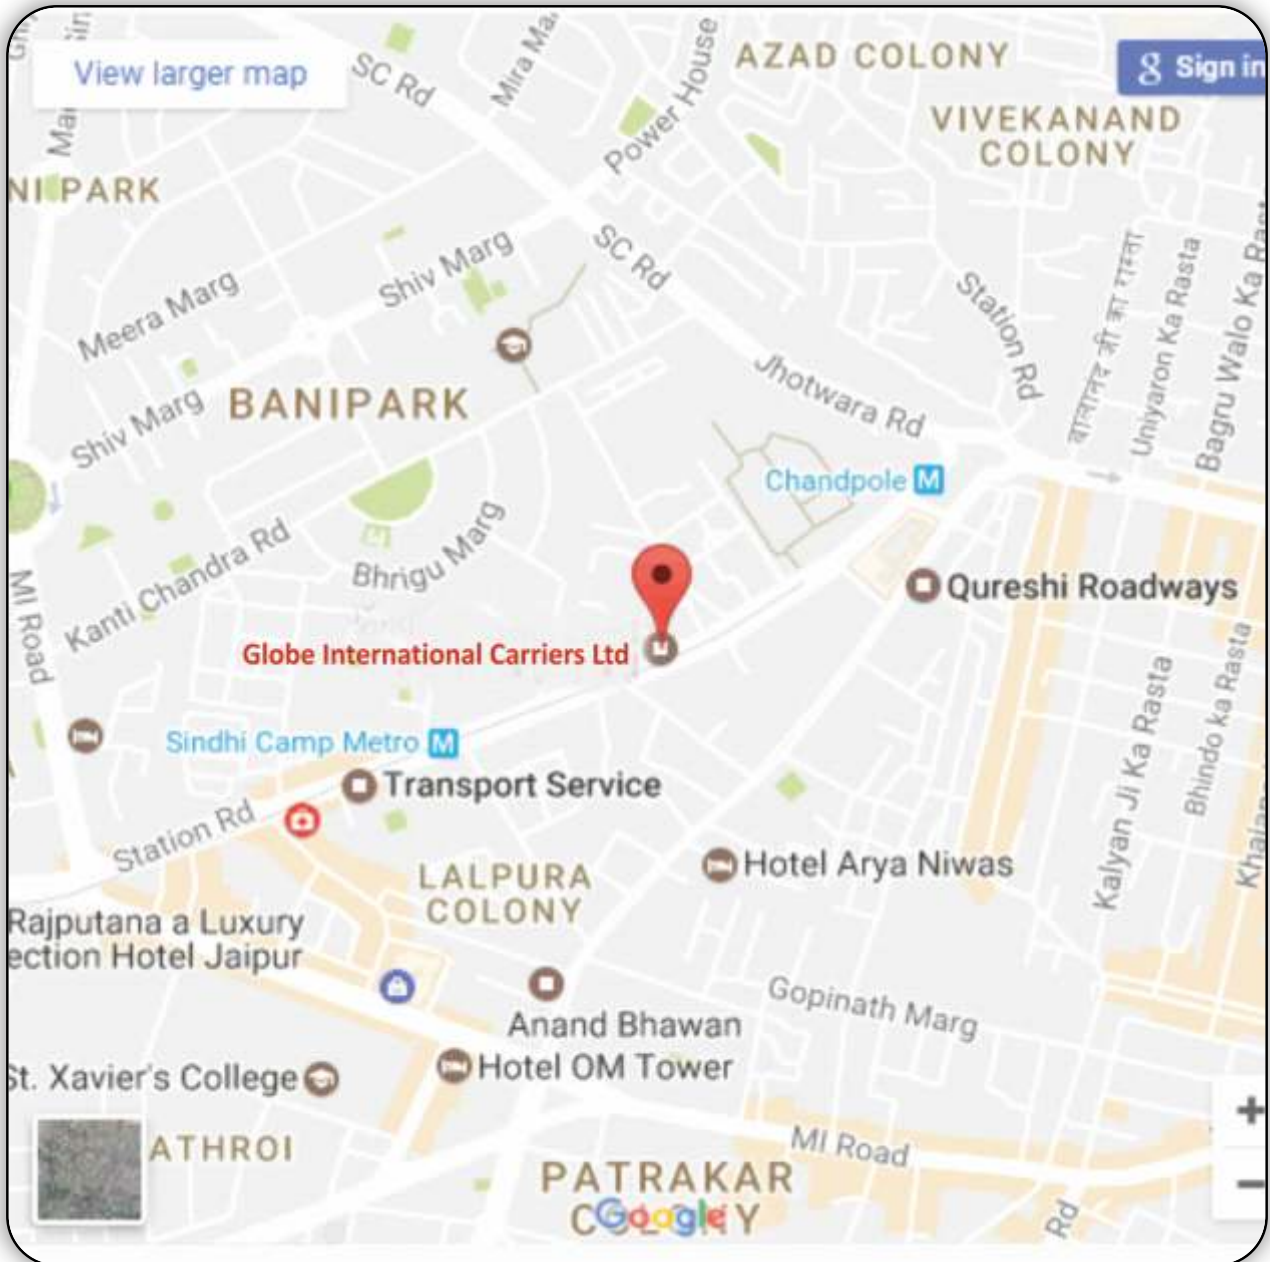 SC Rd
Mira Ma
Power House
AZAD COLONY
Sign in
View larger map
VIVEKANAND
COLONY
NI PARK
Shiv Marg
SC Rd
Meera Marg
Station Rd
Uniyaron Ka Rasta
Bagru Walo Ka Rast
Jhotwara Rd
Shiv Marg
BANIPARK
Chandpole M
Kanti Chandra Rd
Bhrigu Marg
MI Road
Qureshi Roadways
Globe International Carriers Ltd
Sindhi Camp Metro M
Transport Service
Kalyan Ji Ka Rasta
Bhindo ka Rasta
Station Rd
Hotel Arya Niwas
LALPURA
COLONY
Rajputana a Luxury
ection Hotel Jaipur
Gopinath Marg
Anand Bhawan
Hotel OM Tower
St. Xavier's College
ATHROI
MI Road
PATRAKAR
Google
Rd